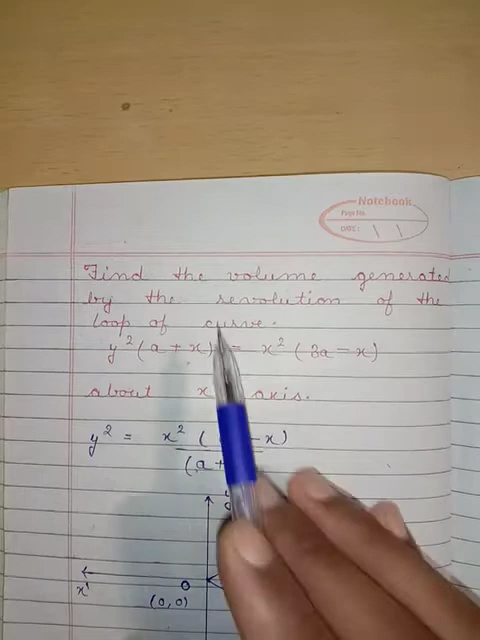 Notebook
Page No.
DATE:
Find the volume generated
by the revolution of the
loop of curve.
y² (a + x) = x² (3a - x)
about x axis.
y² = x² ( - x)
(a +
x'
O
(0,0)